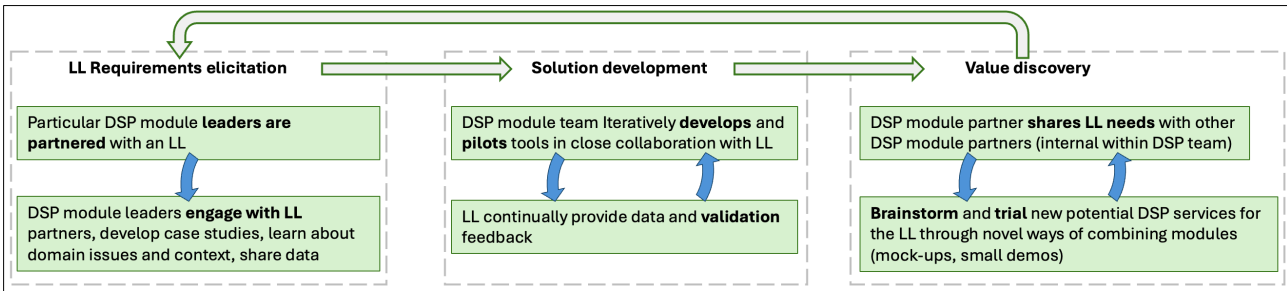 LL Requirements elicitation
Particular DSP module leaders are
partnered with an LL
DSP module leaders engage with LL
partners, develop case studies, learn about
domain issues and context, share data
Solution development
DSP module team Iteratively develops and
pilots tools in close collaboration with LL
LL continually provide data and validation
feedback
Value discovery
DSP module partner shares LL needs with other
DSP module partners (internal within DSP team)
Brainstorm and trial new potential DSP services for
the LL through novel ways of combining modules
(mock-ups, small demos)